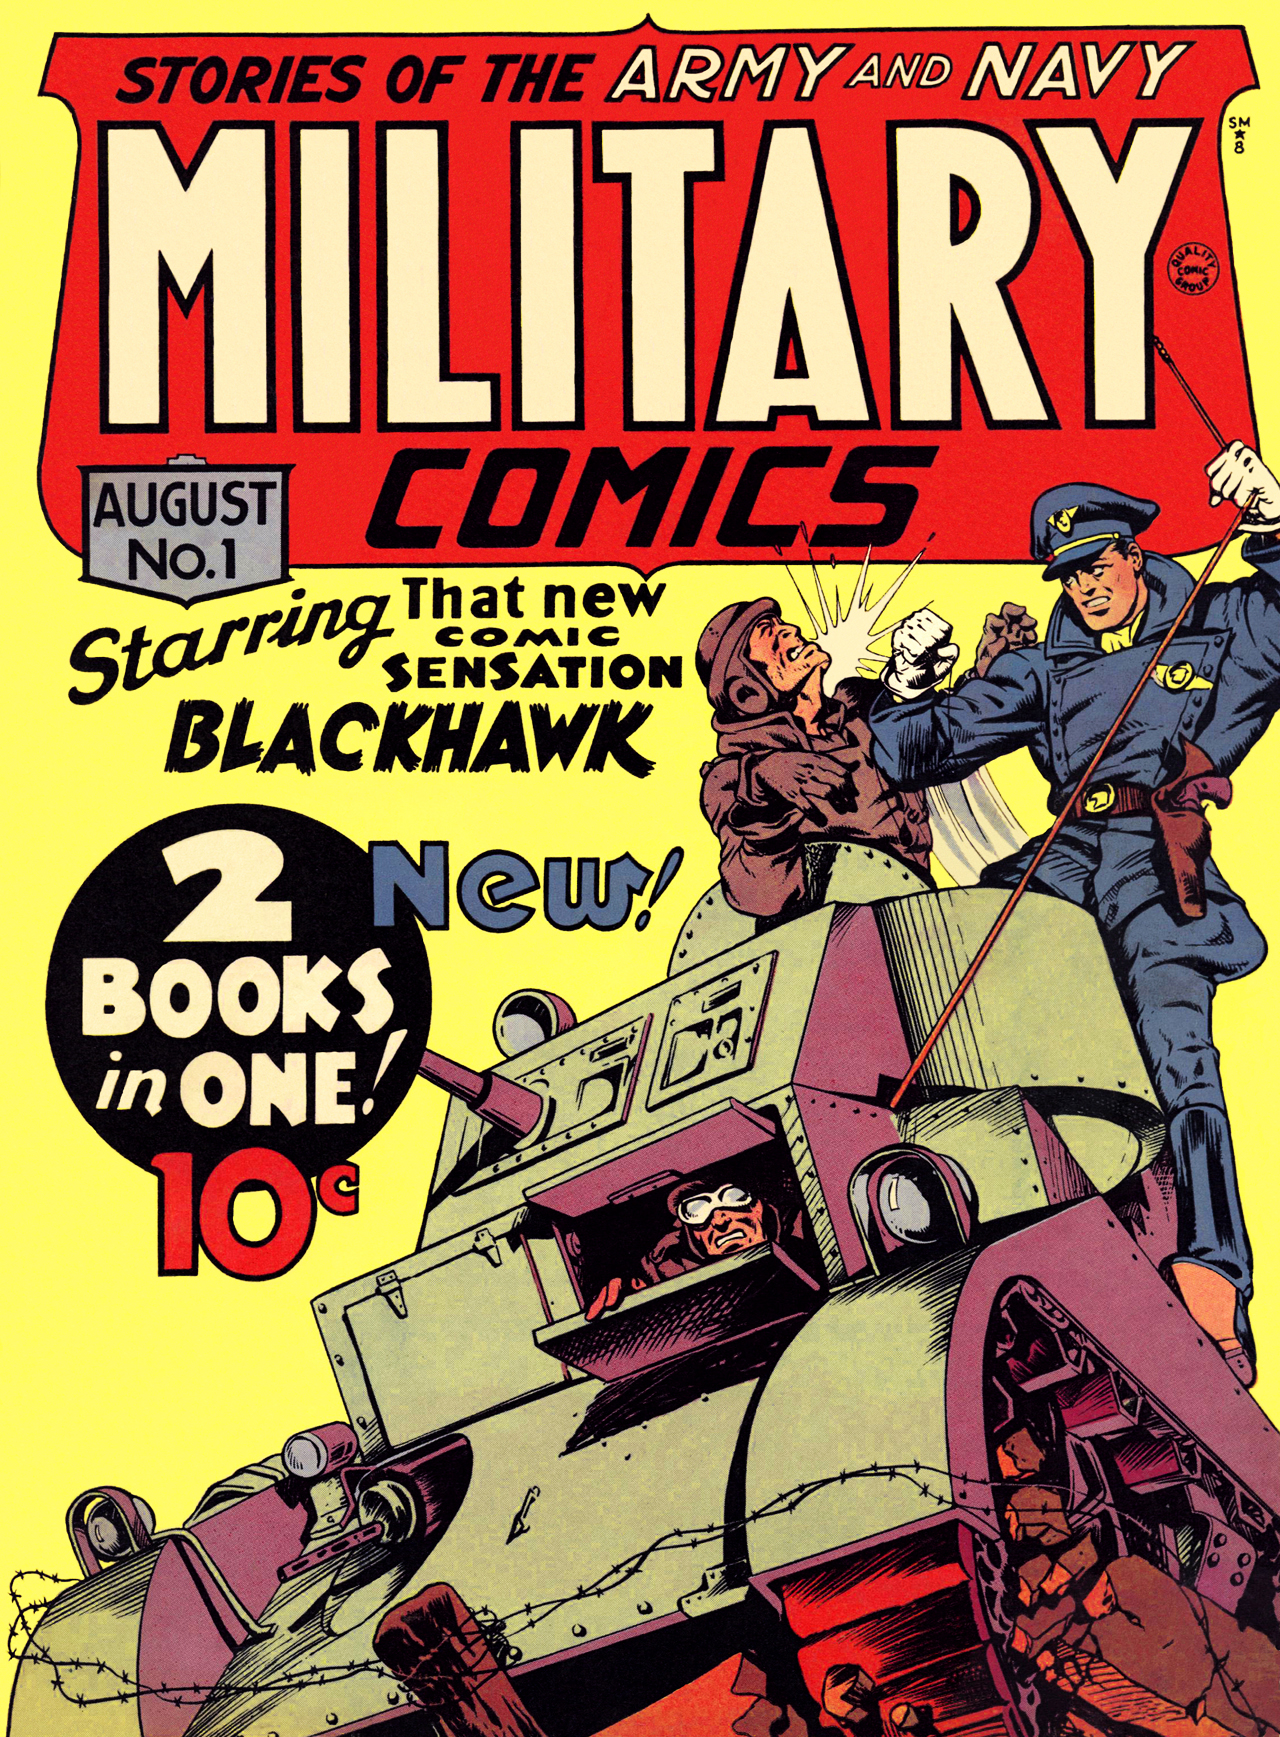 STORIES OF THE ARMY AND NAVY
MILITARY
SM
★
8
QUALITY
COMIC
GROUP
COMICS
AUGUST
No.1
Starring That new
COMIC
SENSATION
BLACKHAWK
2
BOOKS
in ONE!
New!
10¢